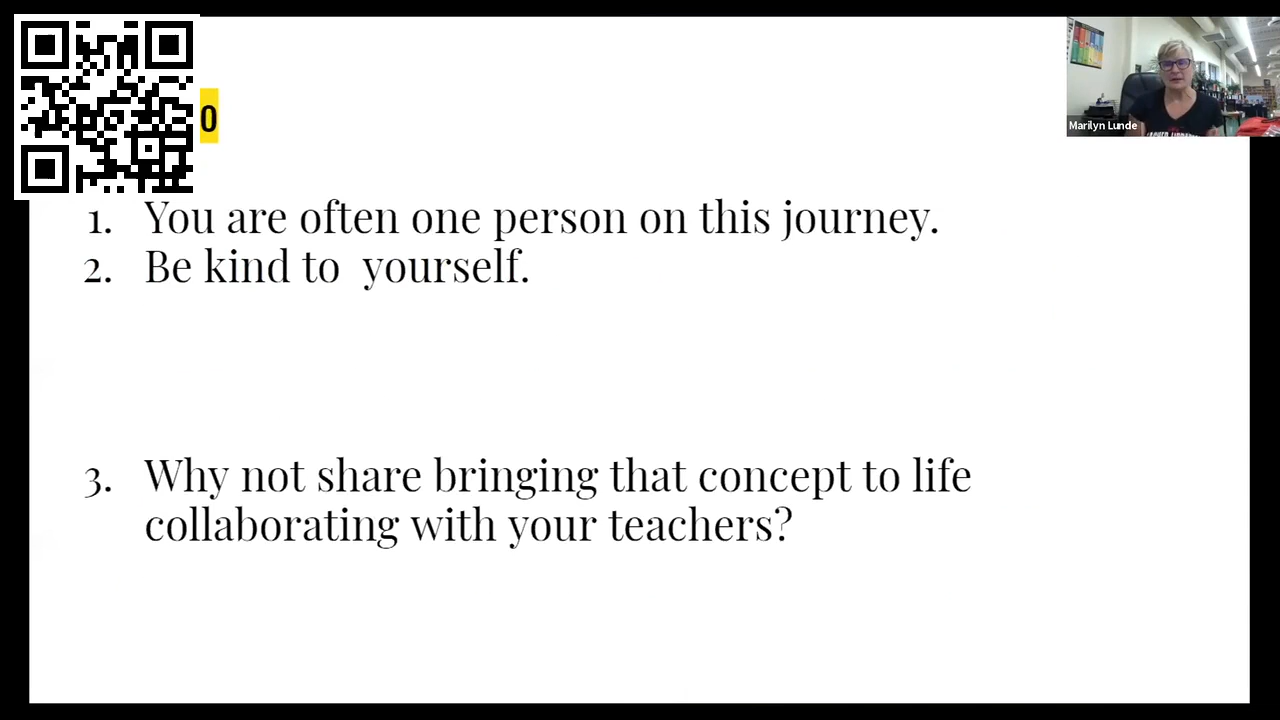 0
Marilyn Lunde
1. You are often one person on this journey.
2. Be kind to yourself.
3. Why not share bringing that concept to life
collaborating with your teachers?